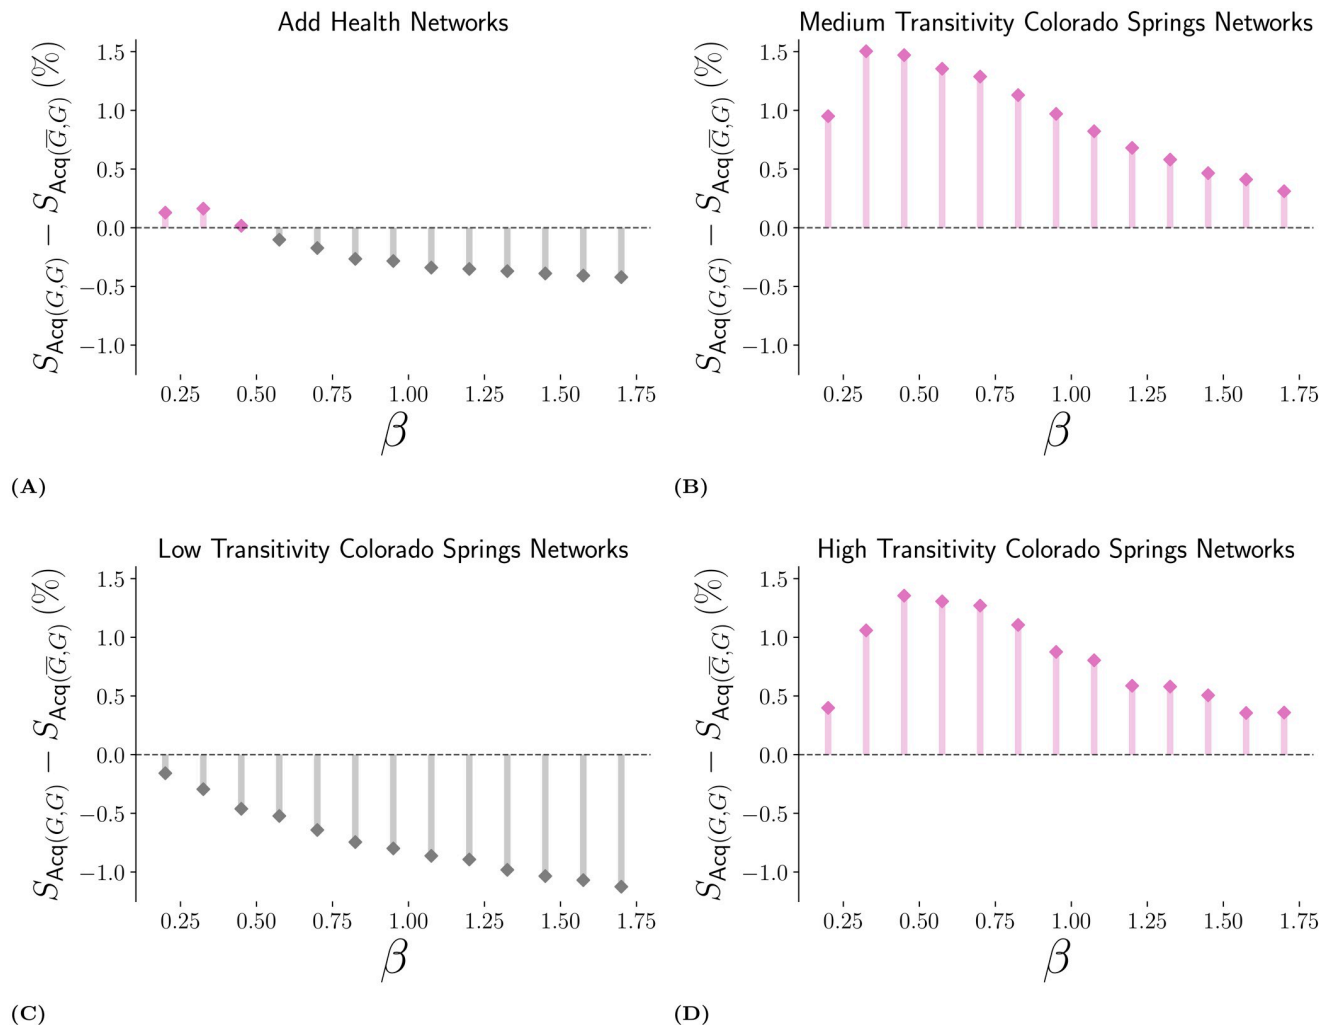 Add Health Networks
S_Acq(G,G) − S_Acq(G̅,G) (%)
1.5
1.0
0.5
0.0
−0.5
−1.0
0.25 0.50 0.75 1.00 1.25 1.50 1.75
β
(A)
Medium Transitivity Colorado Springs Networks
S_Acq(G,G) − S_Acq(G̅,G) (%)
1.5
1.0
0.5
0.0
−0.5
−1.0
0.25 0.50 0.75 1.00 1.25 1.50 1.75
β
(B)
Low Transitivity Colorado Springs Networks
S_Acq(G,G) − S_Acq(G̅,G) (%)
1.5
1.0
0.5
0.0
−0.5
−1.0
0.25 0.50 0.75 1.00 1.25 1.50 1.75
β
(C)
High Transitivity Colorado Springs Networks
S_Acq(G,G) − S_Acq(G̅,G) (%)
1.5
1.0
0.5
0.0
−0.5
−1.0
0.25 0.50 0.75 1.00 1.25 1.50 1.75
β
(D)